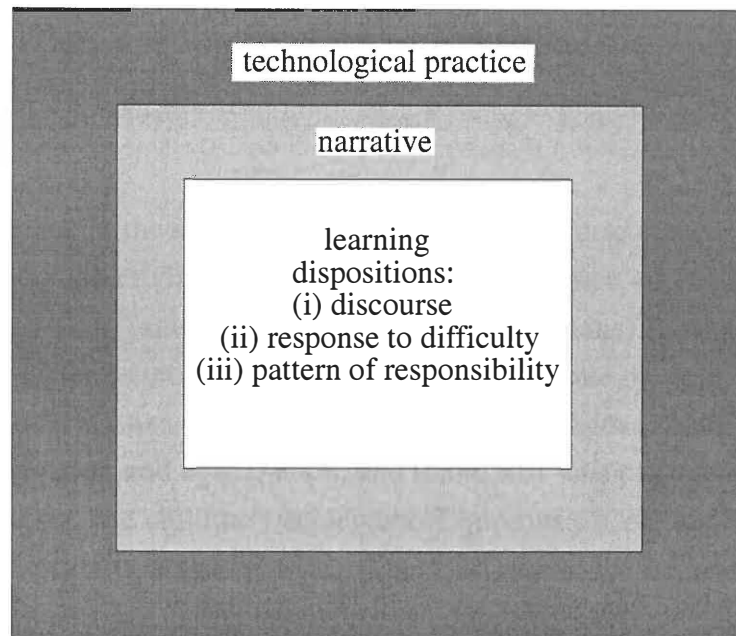 technological practice
narrative
learning
dispositions:
(i) discourse
(ii) response to difficulty
(iii) pattern of responsibility